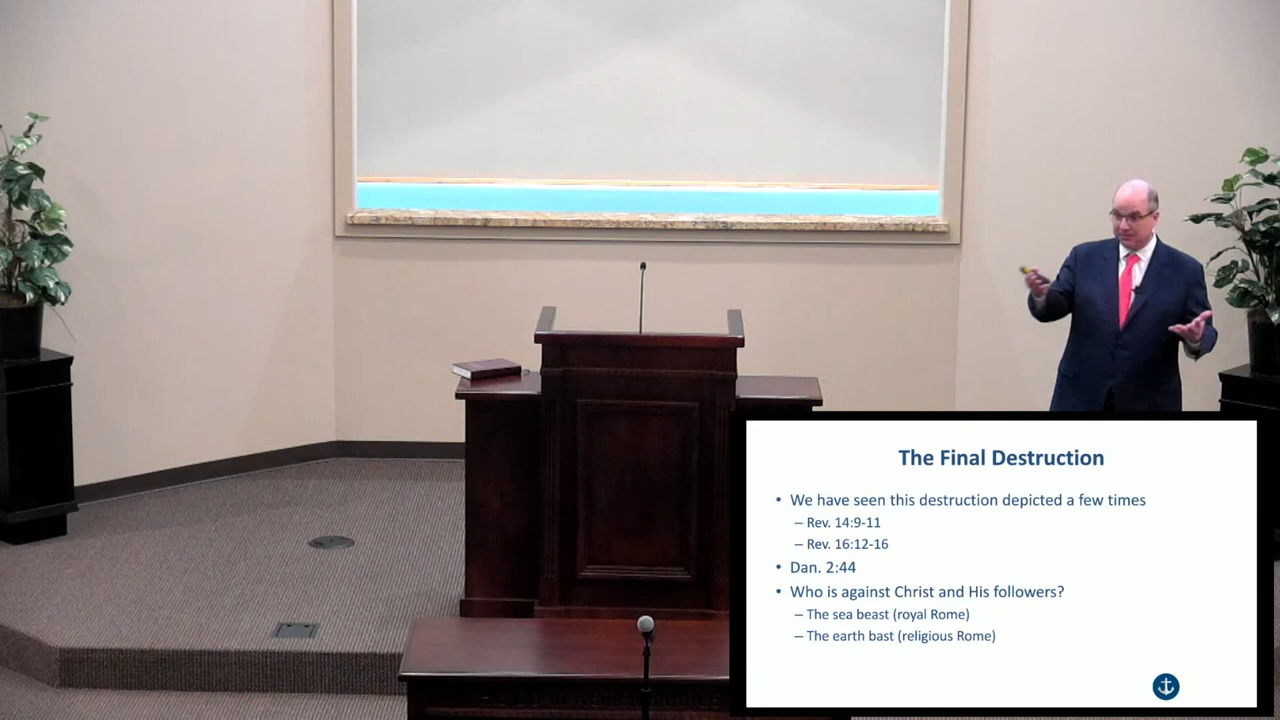 The Final Destruction
• We have seen this destruction depicted a few times
– Rev. 14:9-11
– Rev. 16:12-16
• Dan. 2:44
• Who is against Christ and His followers?
– The sea beast (royal Rome)
– The earth bast (religious Rome)